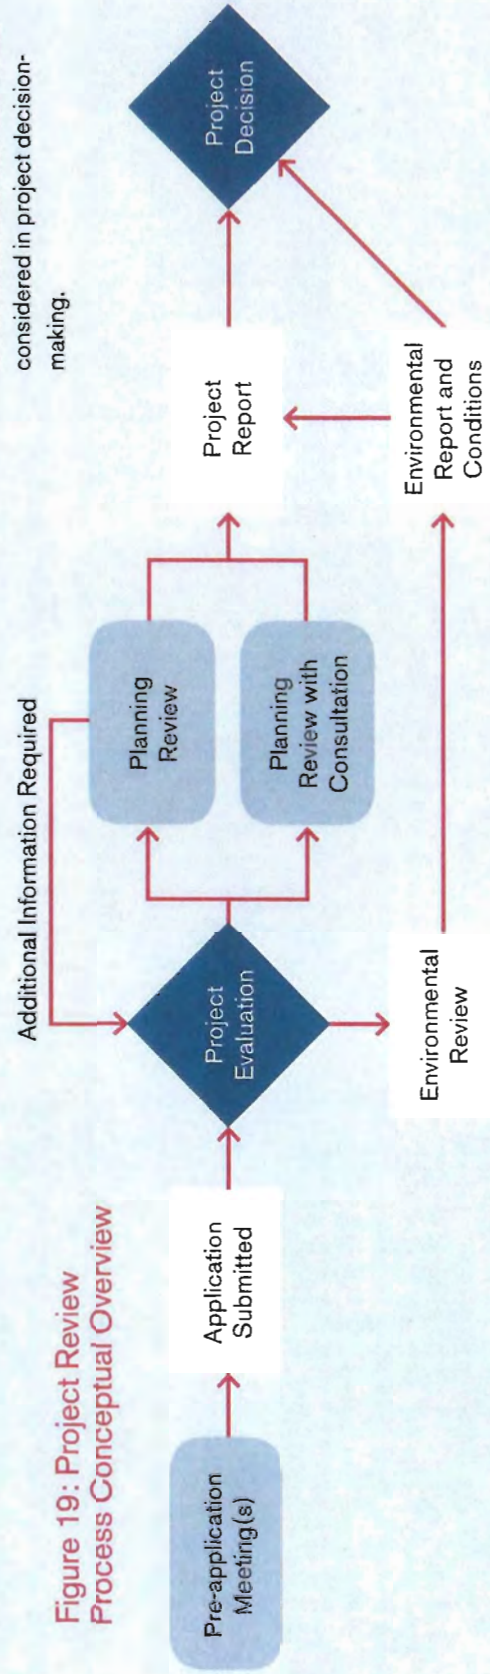 considered in project decision-
making.
Figure 19: Project Review
Process Conceptual Overview
Additional Information Required
Pre-application
Meeting(s)
Application
Submitted
Project
Evaluation
Planning
Review
Planning
Review with
Consultation
Project
Report
Project
Decision
Environmental
Review
Environmental
Report and
Conditions